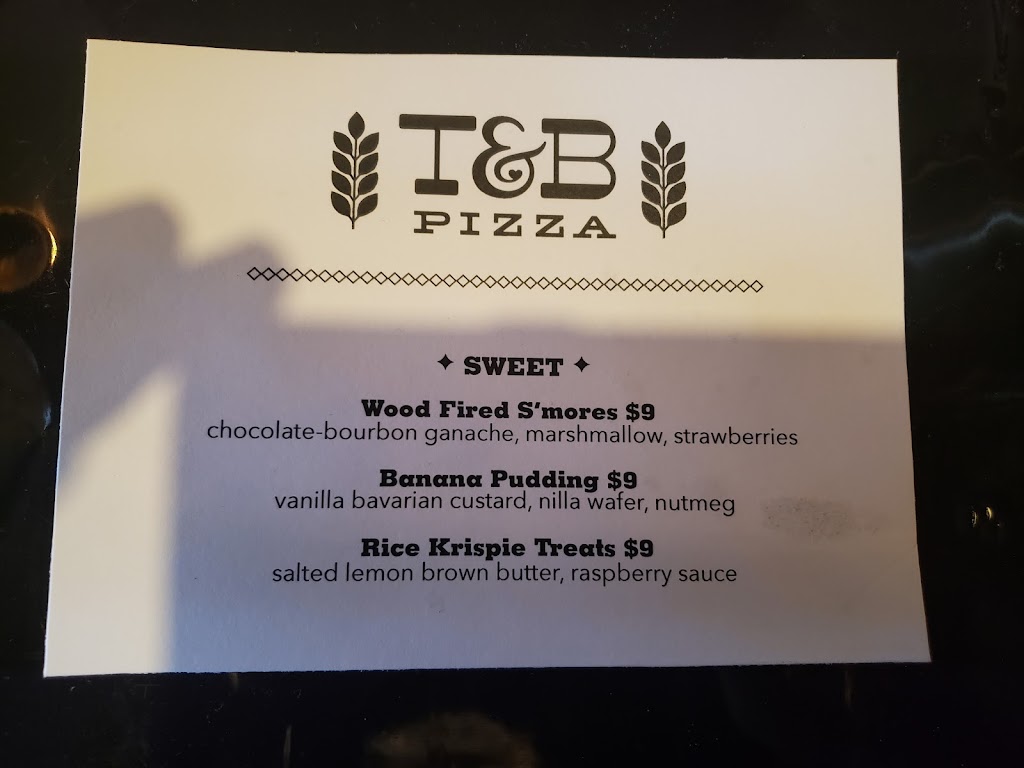 T&B
PIZZA
SWEET
Wood Fired S'mores $9
chocolate-bourbon ganache, marshmallow, strawberries
Banana Pudding $9
vanilla bavarian custard, nilla wafer, nutmeg
Rice Krispie Treats $9
salted lemon brown butter, raspberry sauce